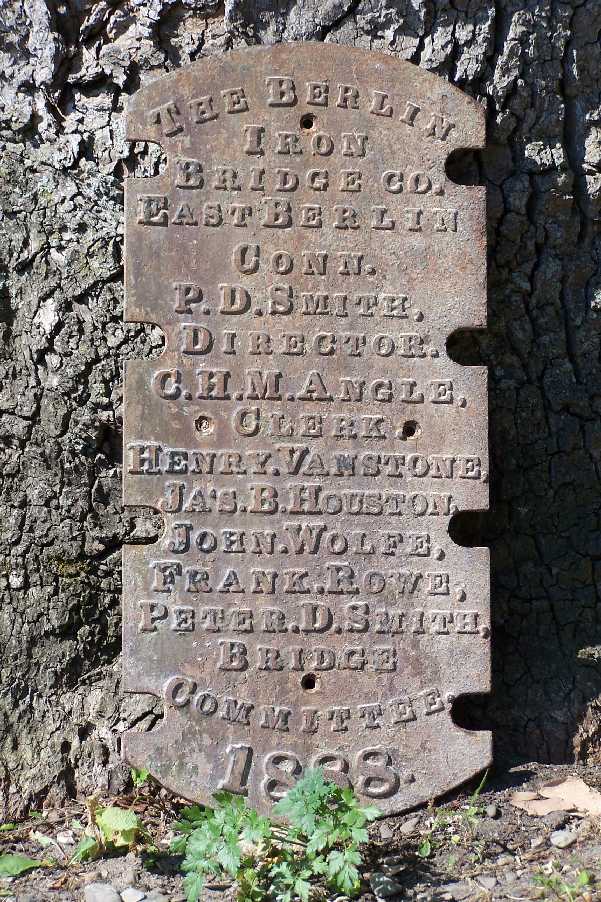 THE BERLIN
IRON
BRIDGE CO.
EAST BERLIN
CONN.
P.D.SMITH,
DIRECTOR.
C.H.M.ANGLE,
CLERK.
HENRY.VANSTONE,
JA'S.B.HOUSTON.
JOHN.WOLFE,
FRANK.ROWE,
PETER.D.SMITH,
BRIDGE
COMMITTEE.
1888.